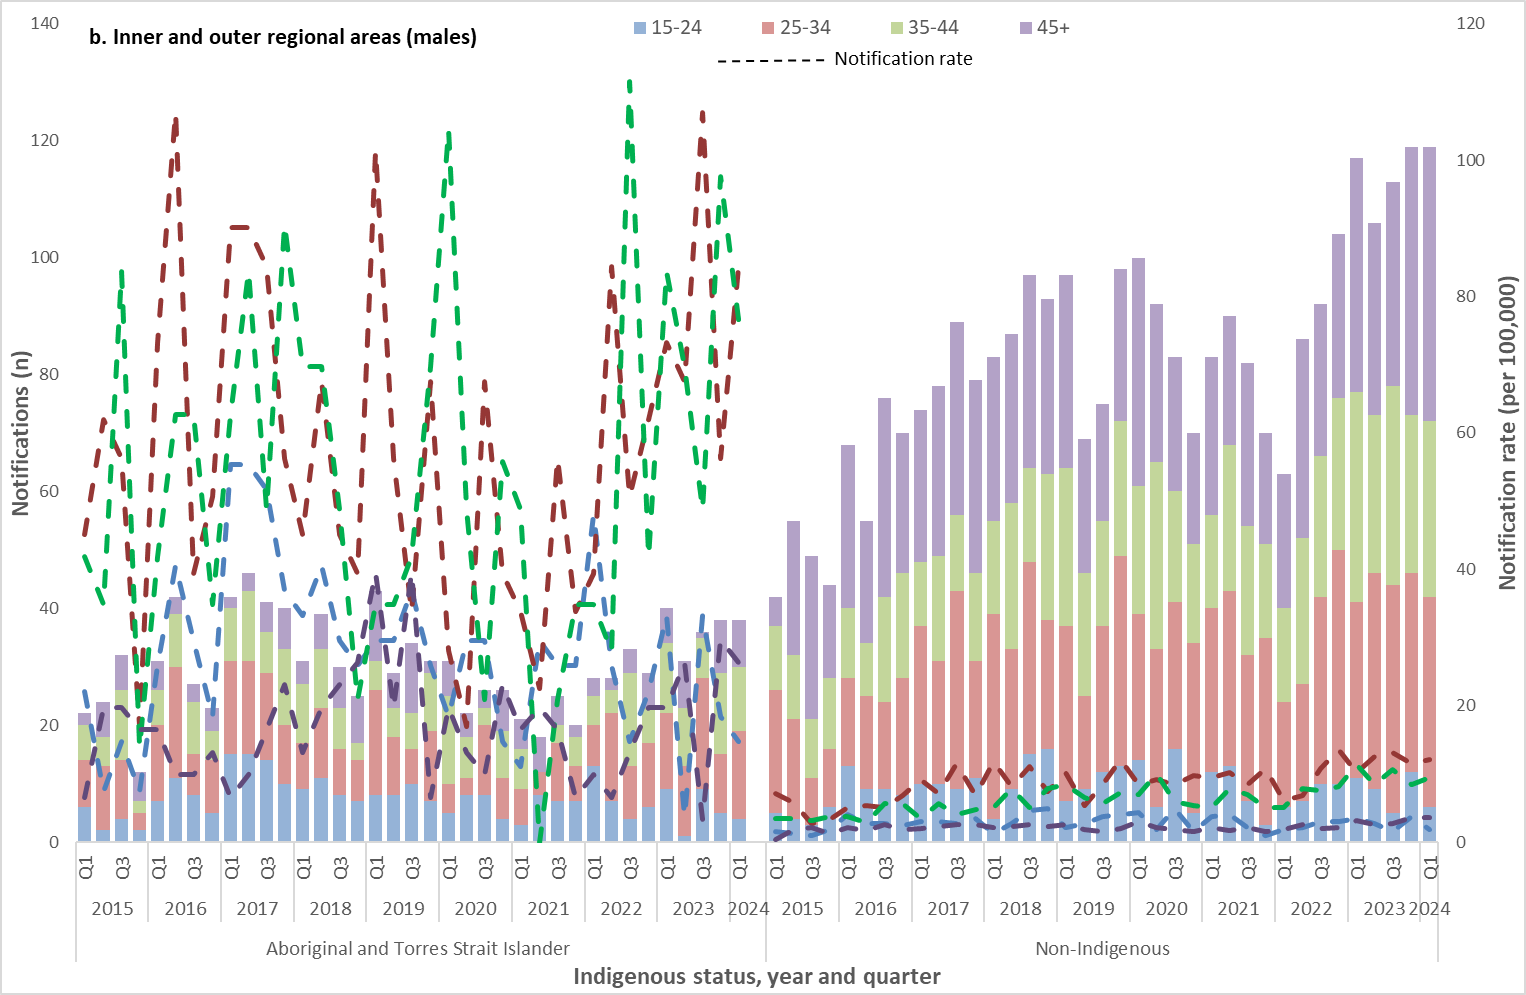 b. Inner and outer regional areas (males)
15-24 25-34 35-44 45+
Notification rate
140
120
100
80
60
40
20
0
Notifications (n)
120
100
80
60
40
20
0
Notification rate (per 100,000)
Q1 Q3 Q1 Q3 Q1 Q3 Q1 Q3 Q1 Q3 Q1 Q3 Q1 Q3 Q1 Q3 Q1 Q3 Q1 Q1 Q3 Q1 Q3 Q1 Q3 Q1 Q3 Q1 Q3 Q1 Q3 Q1 Q3 Q1 Q3 Q1 Q3 Q1
2015 2016 2017 2018 2019 2020 2021 2022 2023 2024 2015 2016 2017 2018 2019 2020 2021 2022 2023 2024
Aboriginal and Torres Strait Islander Non-Indigenous
Indigenous status, year and quarter